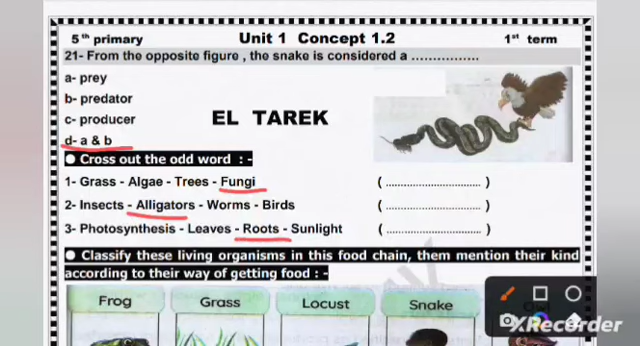 5 th primary Unit 1 Concept 1.2 1st term
21- From the opposite figure , the snake is considered a ................
a- prey
b- predator
c- producer
d- a & b
EL TAREK
● Cross out the odd word : -
1- Grass - Algae - Trees - Fungi ( ........................... )
2- Insects - Alligators - Worms - Birds ( ........................... )
3- Photosynthesis - Leaves - Roots - Sunlight ( ........................... )
● Classify these living organisms in this food chain, them mention their kind
according to their way of getting food : -
Frog Grass Locust Snake
XRecorder